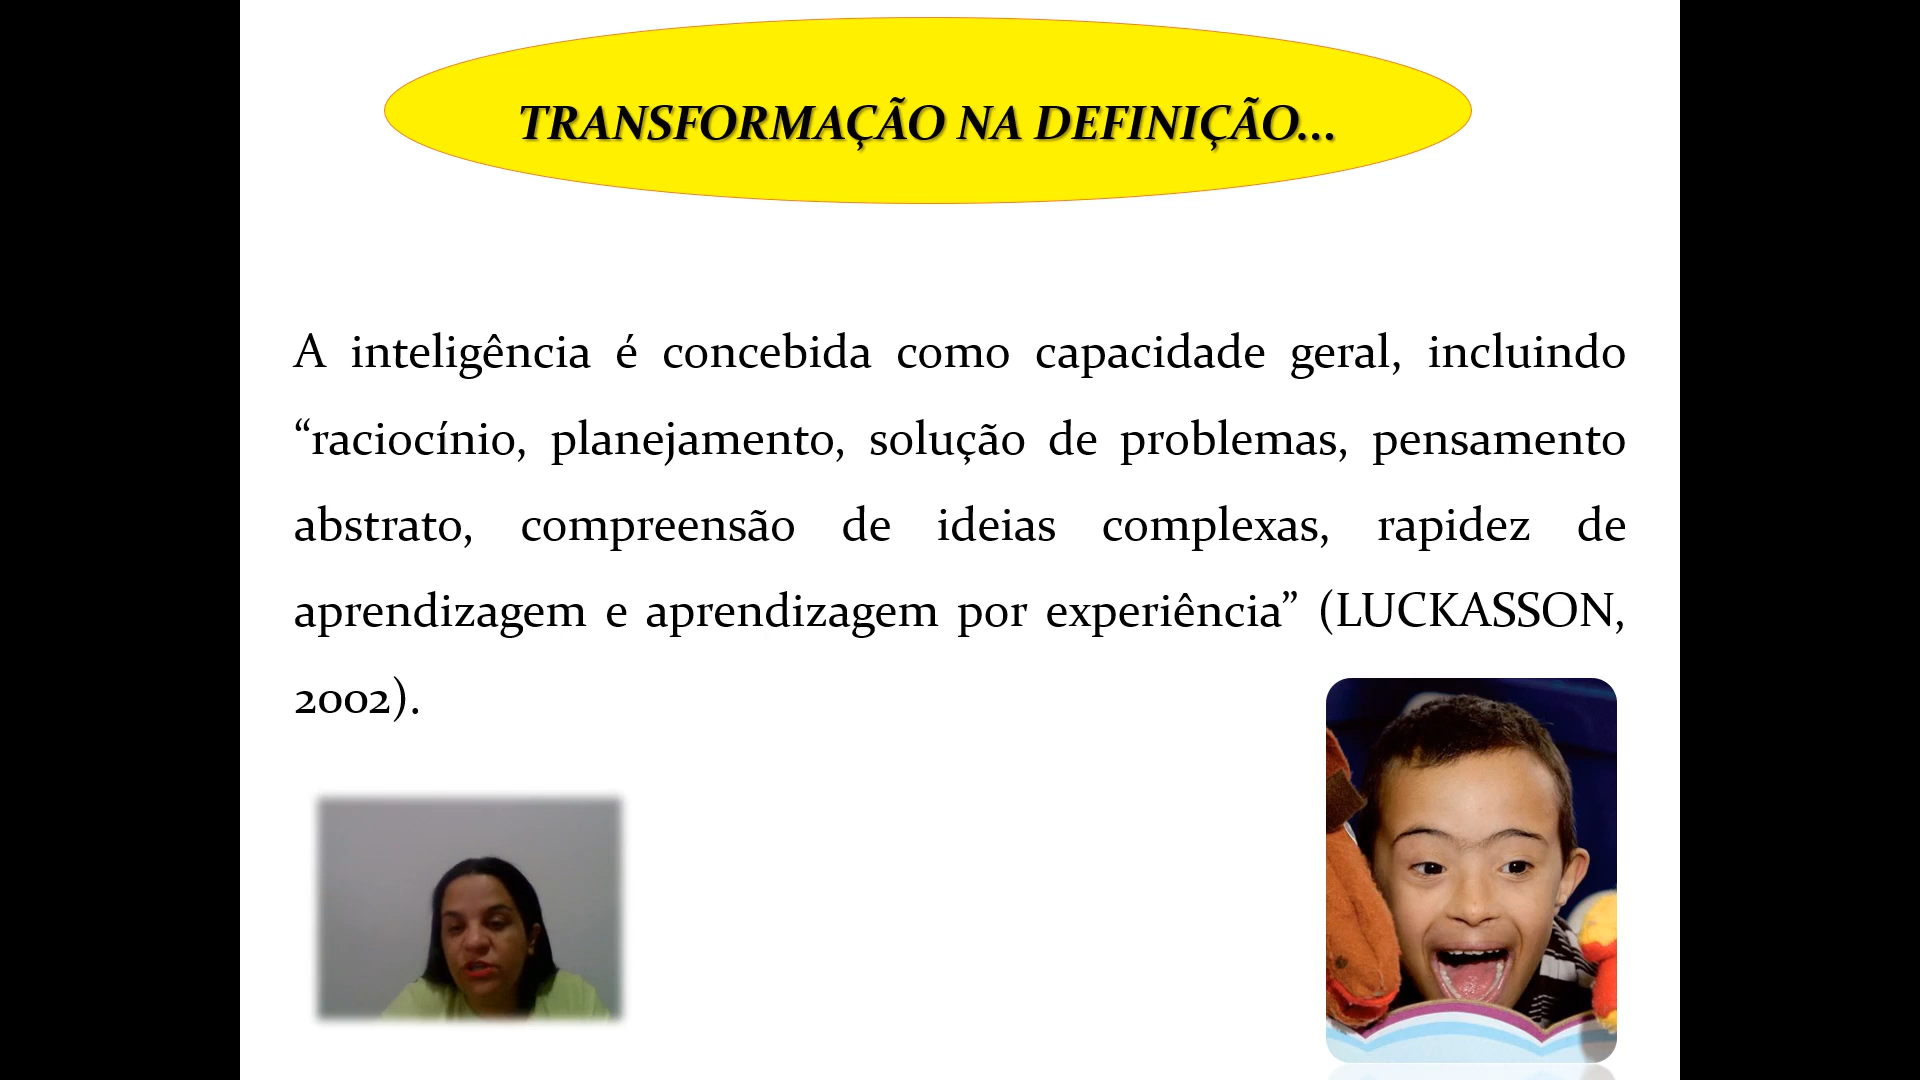 TRANSFORMAÇÃO NA DEFINIÇÃO...
A inteligência é concebida como capacidade geral, incluindo
“raciocínio, planejamento, solução de problemas, pensamento
abstrato, compreensão de ideias complexas, rapidez de
aprendizagem e aprendizagem por experiência” (LUCKASSON,
2002).